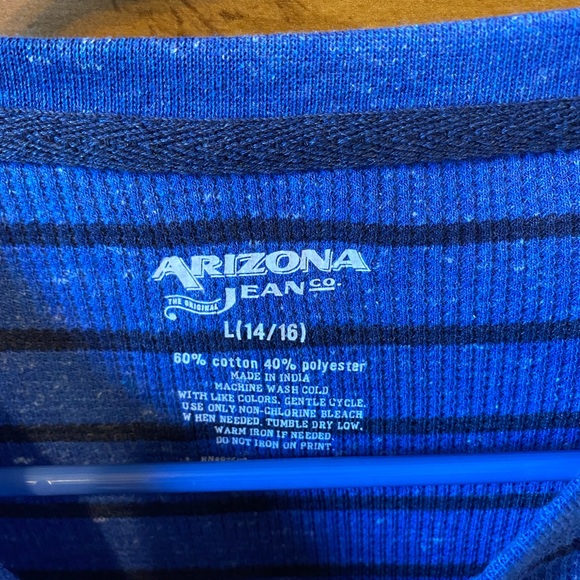 ARIZONA
THE ORIGINAL JEAN CO.
L(14/16)
60% cotton 40% polyester
MADE IN INDIA
MACHINE WASH COLD
WITH LIKE COLORS. GENTLE CYCLE.
USE ONLY NON-CHLORINE BLEACH
WHEN NEEDED. TUMBLE DRY LOW.
WARM IRON IF NEEDED.
DO NOT IRON ON PRINT.